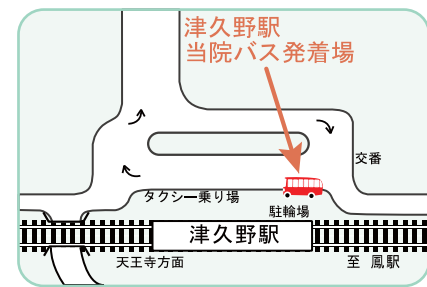 津久野駅
当院バス発着場
交番
タクシー乗り場
駐輪場
津久野駅
天王寺方面
至 鳳駅